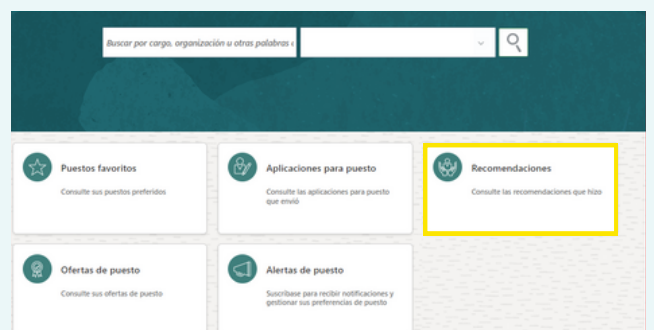 Buscar por cargo, organización u otras palabras c
Puestos favoritos
Consulte sus puestos preferidos
Aplicaciones para puesto
Consulte las aplicaciones para puesto
que envió
Recomendaciones
Consulte las recomendaciones que hizo
Ofertas de puesto
Consulte sus ofertas de puesto
Alertas de puesto
Suscríbase para recibir notificaciones y
gestionar sus preferencias de puesto